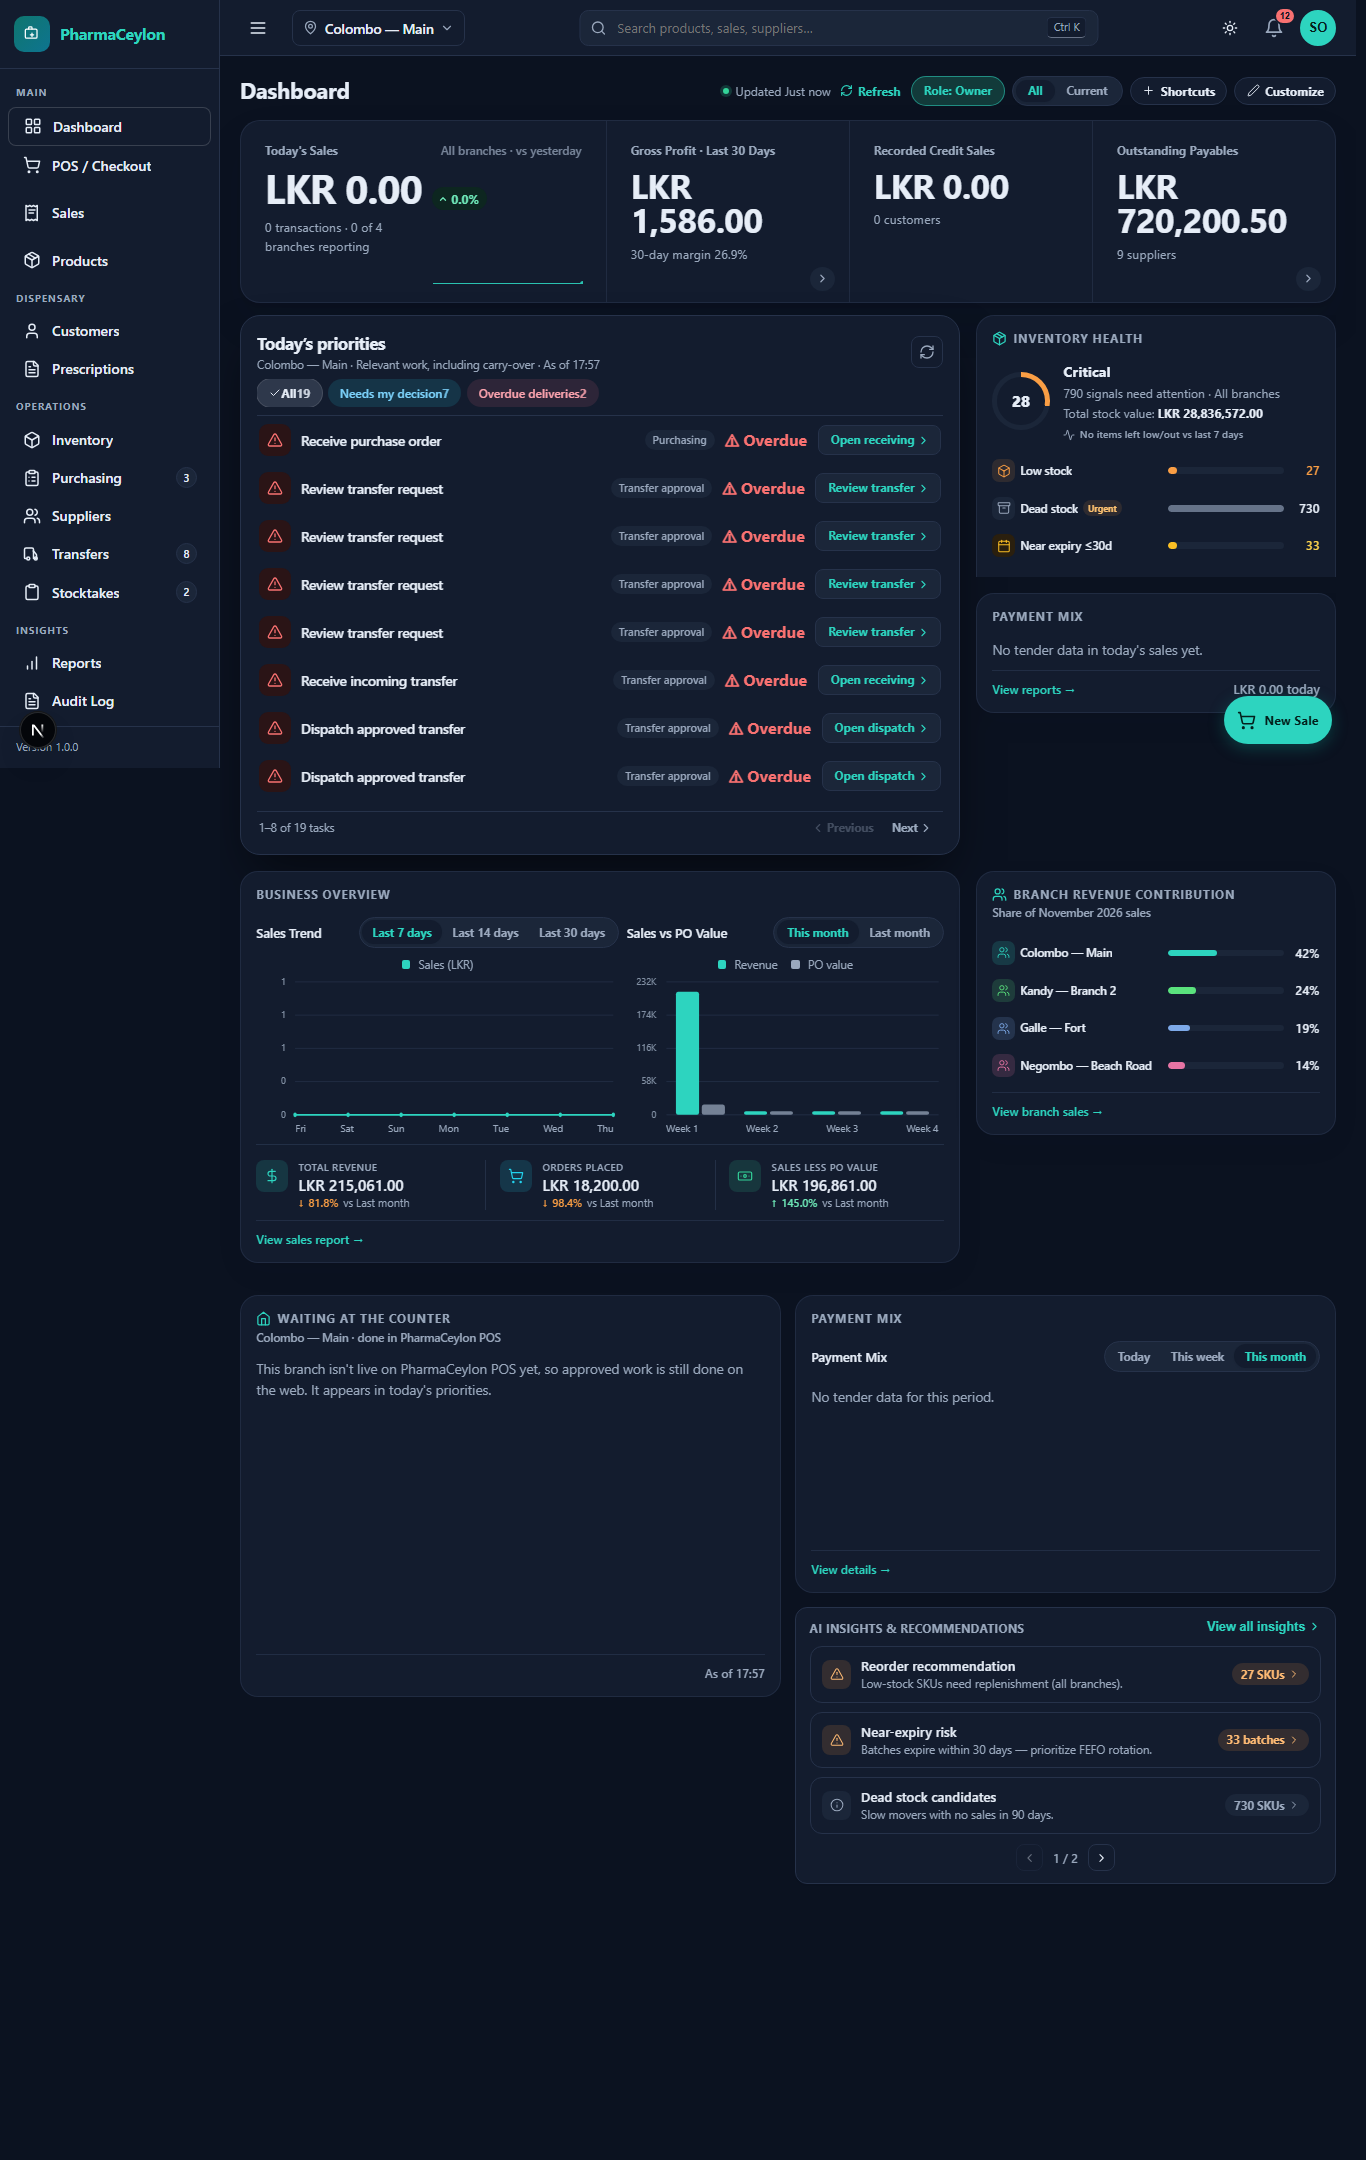 PharmaCeylon
Colombo — Main
Search products, sales, suppliers...
Ctrl K
12
SO
MAIN
Dashboard
POS / Checkout
Sales
Products
DISPENSARY
Customers
Prescriptions
OPERATIONS
Inventory
Purchasing 3
Suppliers
Transfers 8
Stocktakes 2
INSIGHTS
Reports
Audit Log
N
Version 1.0.0
Dashboard
Updated Just now
Refresh
Role: Owner
All Current
Shortcuts
Customize
Today's Sales
All branches · vs yesterday
LKR 0.00
0.0%
0 transactions · 0 of 4
branches reporting
Gross Profit · Last 30 Days
LKR
1,586.00
30-day margin 26.9%
Recorded Credit Sales
LKR 0.00
0 customers
Outstanding Payables
LKR
720,200.50
9 suppliers
Today's priorities
Colombo — Main · Relevant work, including carry-over · As of 17:57
All19
Needs my decision7
Overdue deliveries2
Receive purchase order Purchasing Overdue Open receiving
Review transfer request Transfer approval Overdue Review transfer
Review transfer request Transfer approval Overdue Review transfer
Review transfer request Transfer approval Overdue Review transfer
Review transfer request Transfer approval Overdue Review transfer
Receive incoming transfer Transfer approval Overdue Open receiving
Dispatch approved transfer Transfer approval Overdue Open dispatch
Dispatch approved transfer Transfer approval Overdue Open dispatch
1–8 of 19 tasks
Previous Next
INVENTORY HEALTH
28
Critical
790 signals need attention · All branches
Total stock value: LKR 28,836,572.00
No items left low/out vs last 7 days
Low stock 27
Dead stock Urgent 730
Near expiry ≤30d 33
PAYMENT MIX
No tender data in today's sales yet.
View reports →
LKR 0.00 today
New Sale
BUSINESS OVERVIEW
Sales Trend
Last 7 days Last 14 days Last 30 days
Sales (LKR)
1
1
1
0
0
Fri Sat Sun Mon Tue Wed Thu
Sales vs PO Value
This month Last month
Revenue PO value
232K
174K
116K
58K
0
Week 1 Week 2 Week 3 Week 4
TOTAL REVENUE
LKR 215,061.00
↓ 81.8% vs Last month
ORDERS PLACED
LKR 18,200.00
↓ 98.4% vs Last month
SALES LESS PO VALUE
LKR 196,861.00
↑ 145.0% vs Last month
View sales report →
BRANCH REVENUE CONTRIBUTION
Share of November 2026 sales
Colombo — Main 42%
Kandy — Branch 2 24%
Galle — Fort 19%
Negombo — Beach Road 14%
View branch sales →
WAITING AT THE COUNTER
Colombo — Main · done in PharmaCeylon POS
This branch isn't live on PharmaCeylon POS yet, so approved work is still done on
the web. It appears in today's priorities.
As of 17:57
PAYMENT MIX
Payment Mix
Today This week This month
No tender data for this period.
View details →
AI INSIGHTS & RECOMMENDATIONS
View all insights
Reorder recommendation
Low-stock SKUs need replenishment (all branches).
27 SKUs
Near-expiry risk
Batches expire within 30 days — prioritize FEFO rotation.
33 batches
Dead stock candidates
Slow movers with no sales in 90 days.
730 SKUs
1 / 2